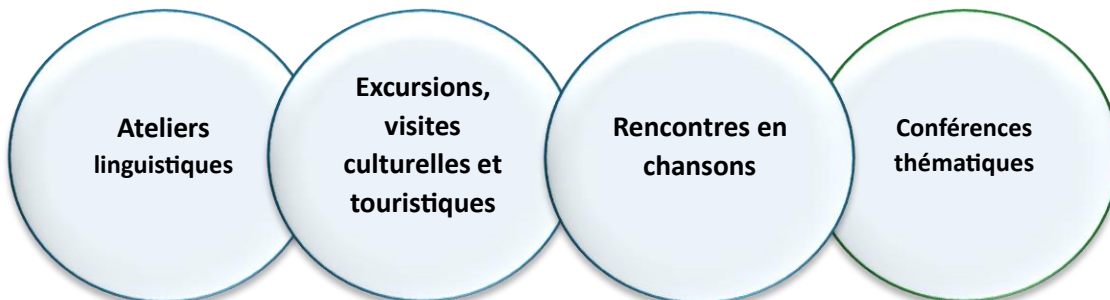 Ateliers
linguistiques
Excursions,
visites
culturelles et
touristiques
Rencontres en
chansons
Conférences
thématiques